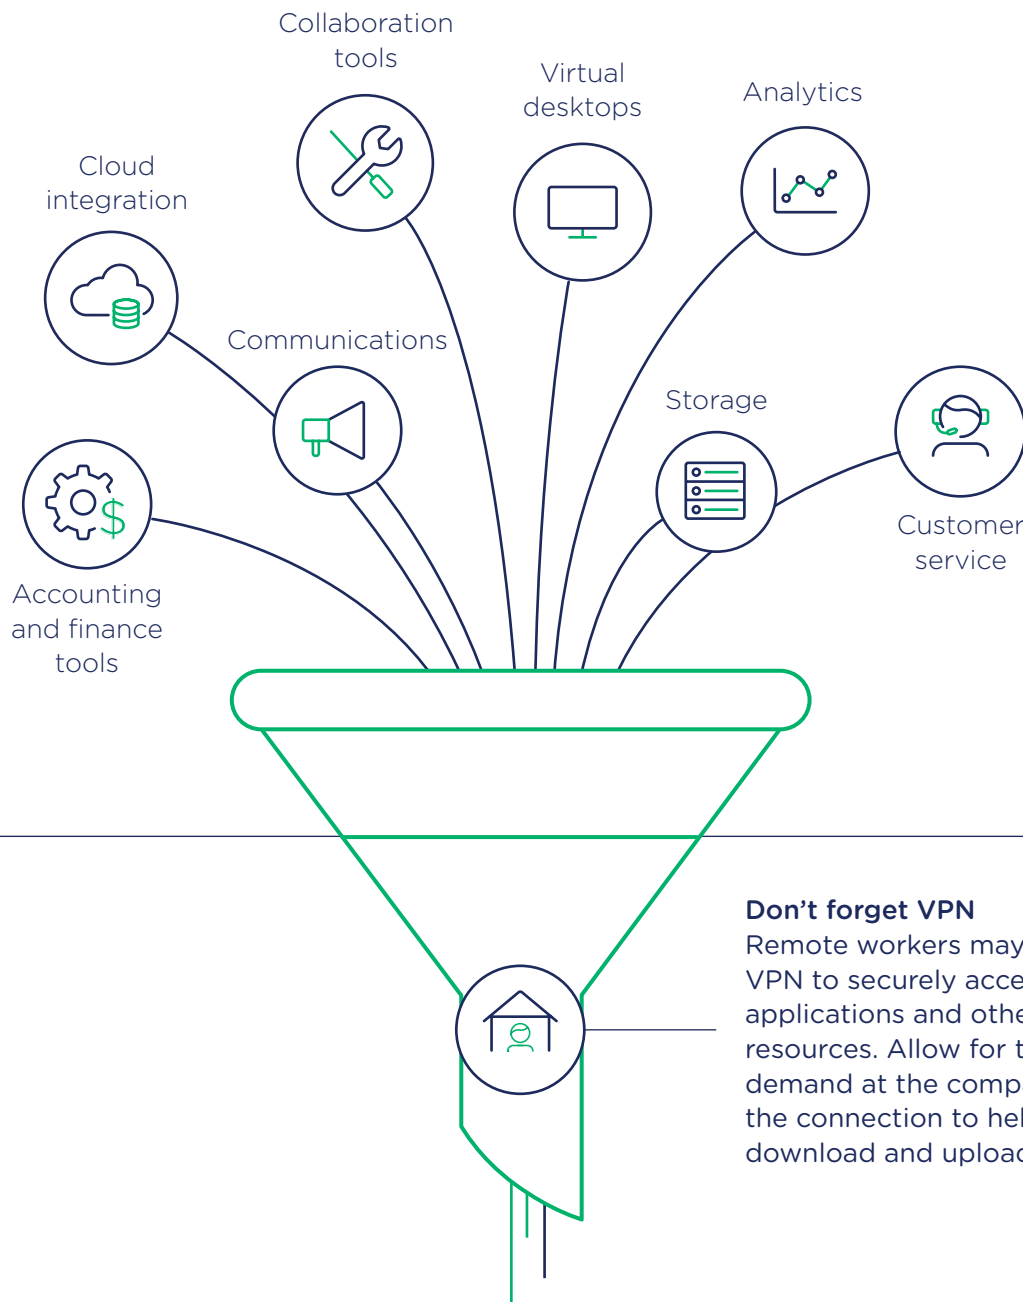 Collaboration
tools
Virtual
desktops
Analytics
Cloud
integration
Communications
Storage
Customer
service
Accounting
and finance
tools
$
Don’t forget VPN
Remote workers may
VPN to securely acce
applications and othe
resources. Allow for t
demand at the compa
the connection to hel
download and upload